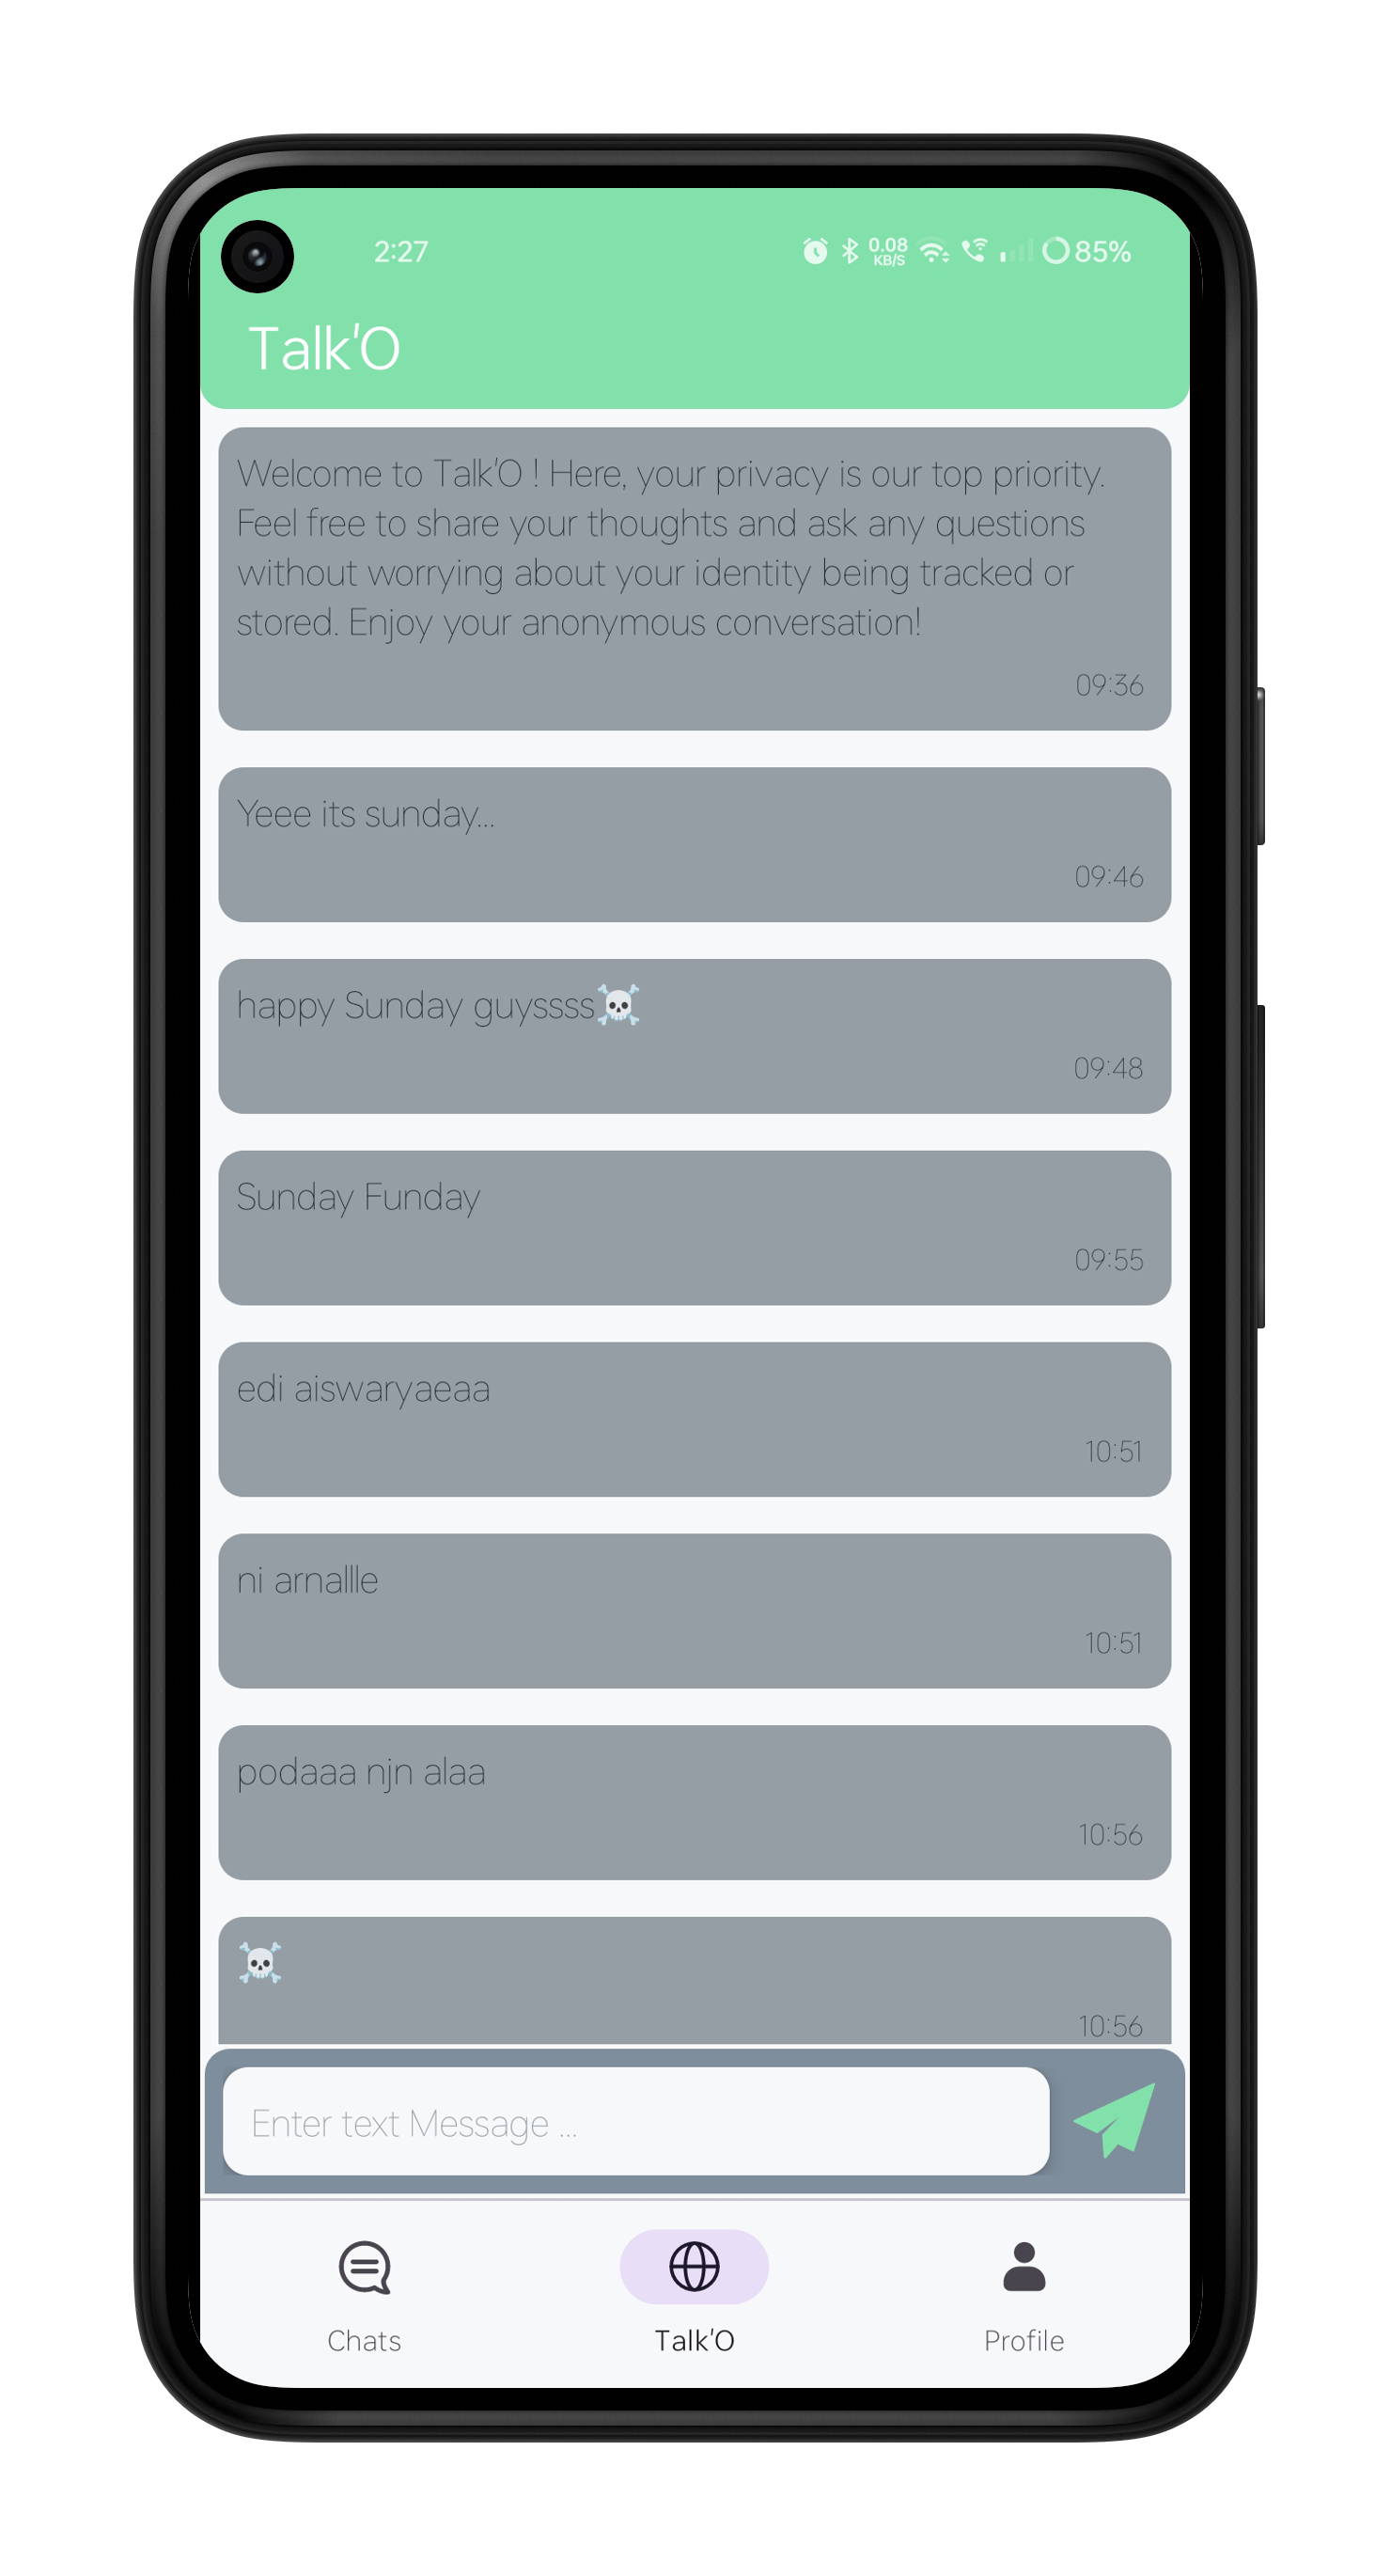 2:27
0.08
KB/S
85%
Talk'O
Welcome to Talk'O ! Here, your privacy is our top priority.
Feel free to share your thoughts and ask any questions
without worrying about your identity being tracked or
stored. Enjoy your anonymous conversation!
09:36
Yeee its sunday...
09:46
happy Sunday guyssss☠️
09:48
Sunday Funday
09:55
edi aiswaryaeaa
10:51
ni arnallle
10:51
podaaa njn alaa
10:56
☠️
10:56
Enter text Message ...
Chats
Talk'O
Profile